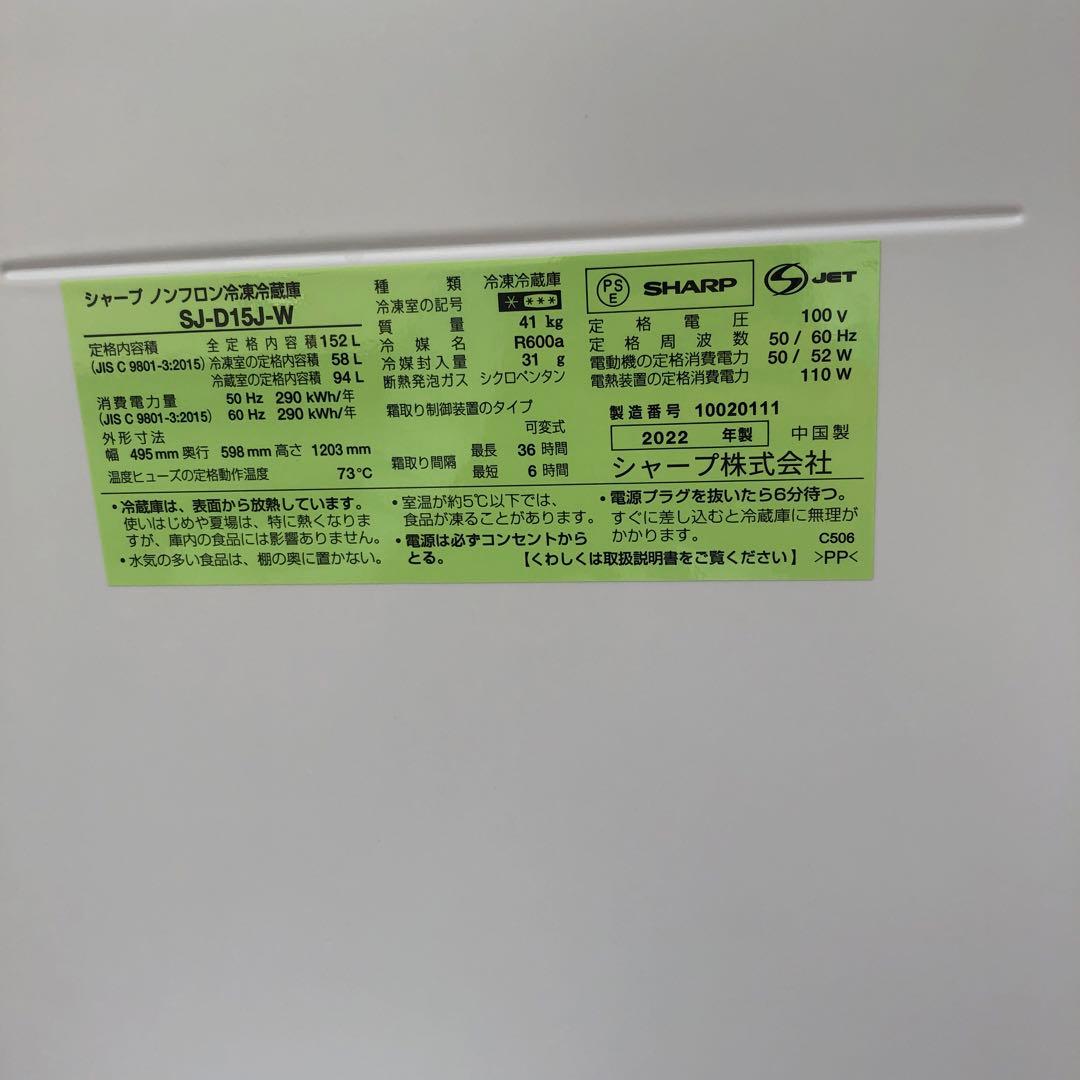 シャープ ノンフロン冷凍冷蔵庫
SJ-D15J-W
定格内容積 全定格内容積 152 L
(JIS C 9801-3:2015) 冷凍室の定格内容積 58 L
冷蔵室の定格内容積 94 L
消費電力量 50 Hz 290 kWh/年
(JIS C 9801-3:2015) 60 Hz 290 kWh/年
外形寸法
幅 495 mm 奥行 598 mm 高さ 1203 mm
温度ヒューズの定格動作温度 73℃
種類 冷凍冷蔵庫
冷凍室の記号 ****
質量 41 kg
冷媒名 R600a
冷媒封入量 31 g
断熱発泡ガス シクロペンタン
霜取り制御装置のタイプ
可変式
霜取り間隔 最長 36 時間
最短 6 時間
PSE SHARP JET
定格電圧 100 V
定格周波数 50 / 60 Hz
電動機の定格消費電力 50 / 52 W
電熱装置の定格消費電力 110 W
製造番号 10020111
2022 年製 中国製
シャープ株式会社
・冷蔵庫は、表面から放熱しています。
使いはじめや夏場は、特に熱くなりま
すが、庫内の食品には影響ありません。
・水気の多い食品は、棚の奥に置かない。
・室温が約5℃以下では、
食品が凍ることがあります。
・電源は必ずコンセントから
とる。
・電源プラグを抜いたら6分待つ。
すぐに差し込むと冷蔵庫に無理が
かかります。 C506
【くわしくは取扱説明書をご覧ください】 >PP<